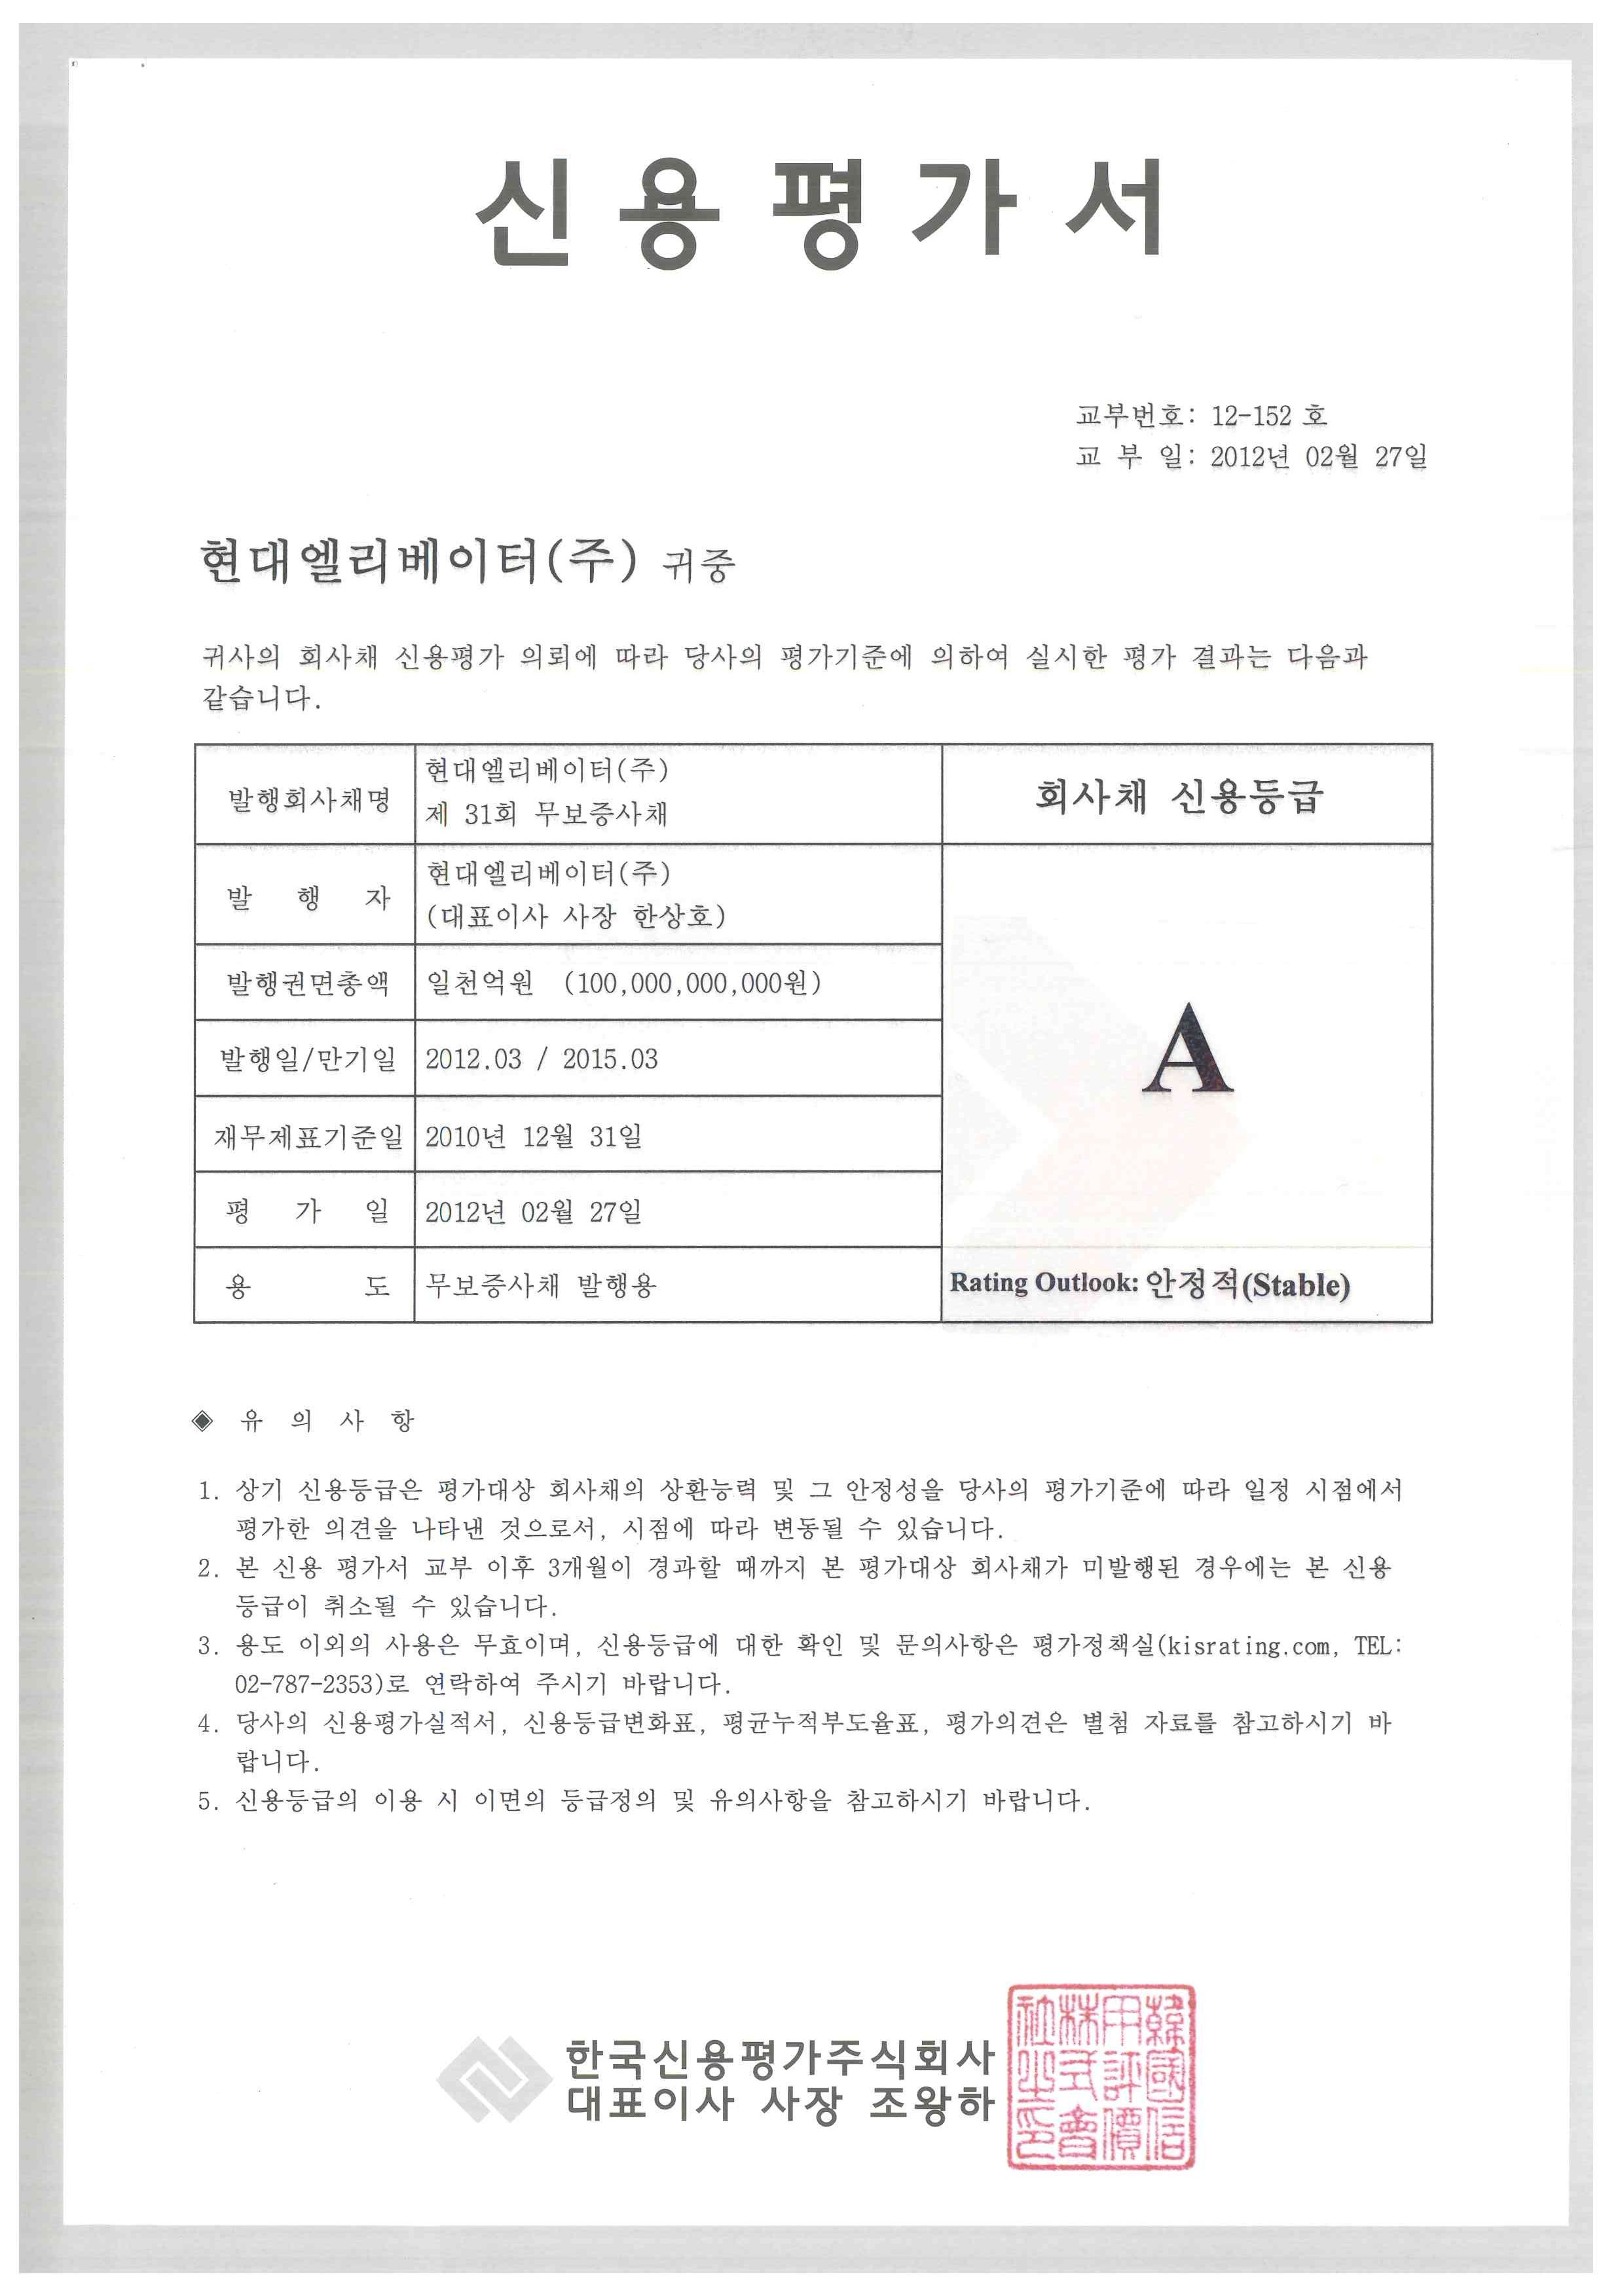 신용평가서
교부번호: 12-152 호
교 부 일: 2012년 02월 27일
현대엘리베이터(주) 귀중
귀사의 회사채 신용평가 의뢰에 따라 당사의 평가기준에 의하여 실시한 평가 결과는 다음과
같습니다.
발행회사채명
현대엘리베이터(주)
제 31회 무보증사채
회사채 신용등급
발 행 자
현대엘리베이터(주)
(대표이사 사장 한상호)
A
발행권면총액
일천억원 (100,000,000,000원)
발행일/만기일
2012.03 / 2015.03
재무제표기준일
2010년 12월 31일
평 가 일
2012년 02월 27일
용 도
무보증사채 발행용
Rating Outlook: 안정적(Stable)
◈ 유 의 사 항
1. 상기 신용등급은 평가대상 회사채의 상환능력 및 그 안정성을 당사의 평가기준에 따라 일정 시점에서
평가한 의견을 나타낸 것으로서, 시점에 따라 변동될 수 있습니다.
2. 본 신용 평가서 교부 이후 3개월이 경과할 때까지 본 평가대상 회사채가 미발행된 경우에는 본 신용
등급이 취소될 수 있습니다.
3. 용도 이외의 사용은 무효이며, 신용등급에 대한 확인 및 문의사항은 평가정책실(kisrating.com, TEL:
02-787-2353)로 연락하여 주시기 바랍니다.
4. 당사의 신용평가실적서, 신용등급변화표, 평균누적부도율표, 평가의견은 별첨 자료를 참고하시기 바
랍니다.
5. 신용등급의 이용 시 이면의 등급정의 및 유의사항을 참고하시기 바랍니다.
한국신용평가주식회사
대표이사 사장 조왕하
韓國信
用評價
株式會
社之印